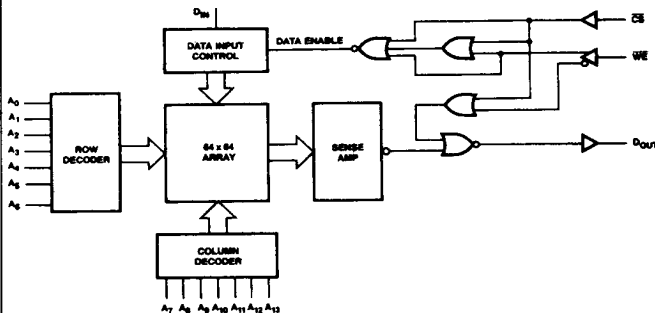 D_IN
DATA INPUT
CONTROL
DATA ENABLE
CS
WE
A0
A1
A2
A3
A4
A5
A6
ROW
DECODER
64 x 64
ARRAY
SENSE
AMP
DOUT
COLUMN
DECODER
A7 A8 A9 A10 A11 A12 A13